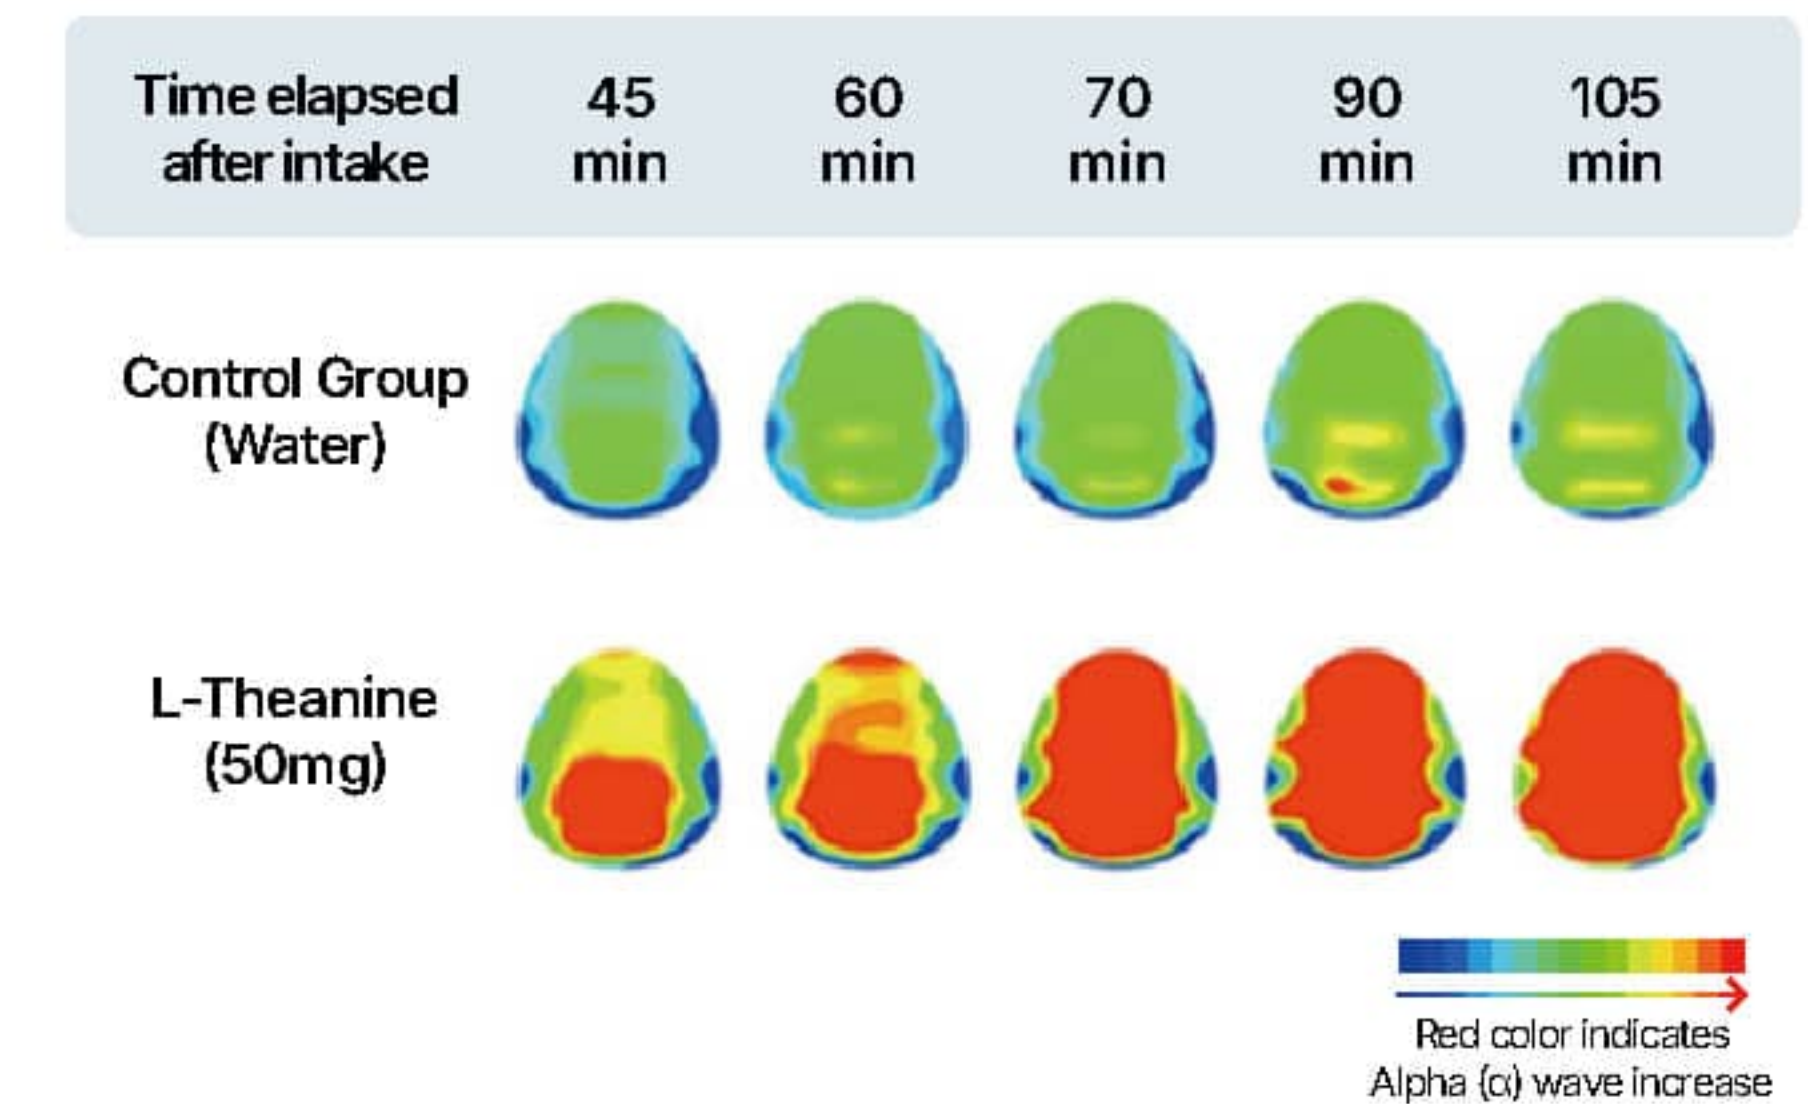 Time elapsed
after intake
45
min
60
min
70
min
90
min
105
min
Control Group
(Water)
L-Theanine
(50mg)
Red color indicates
Alpha (α) wave increase